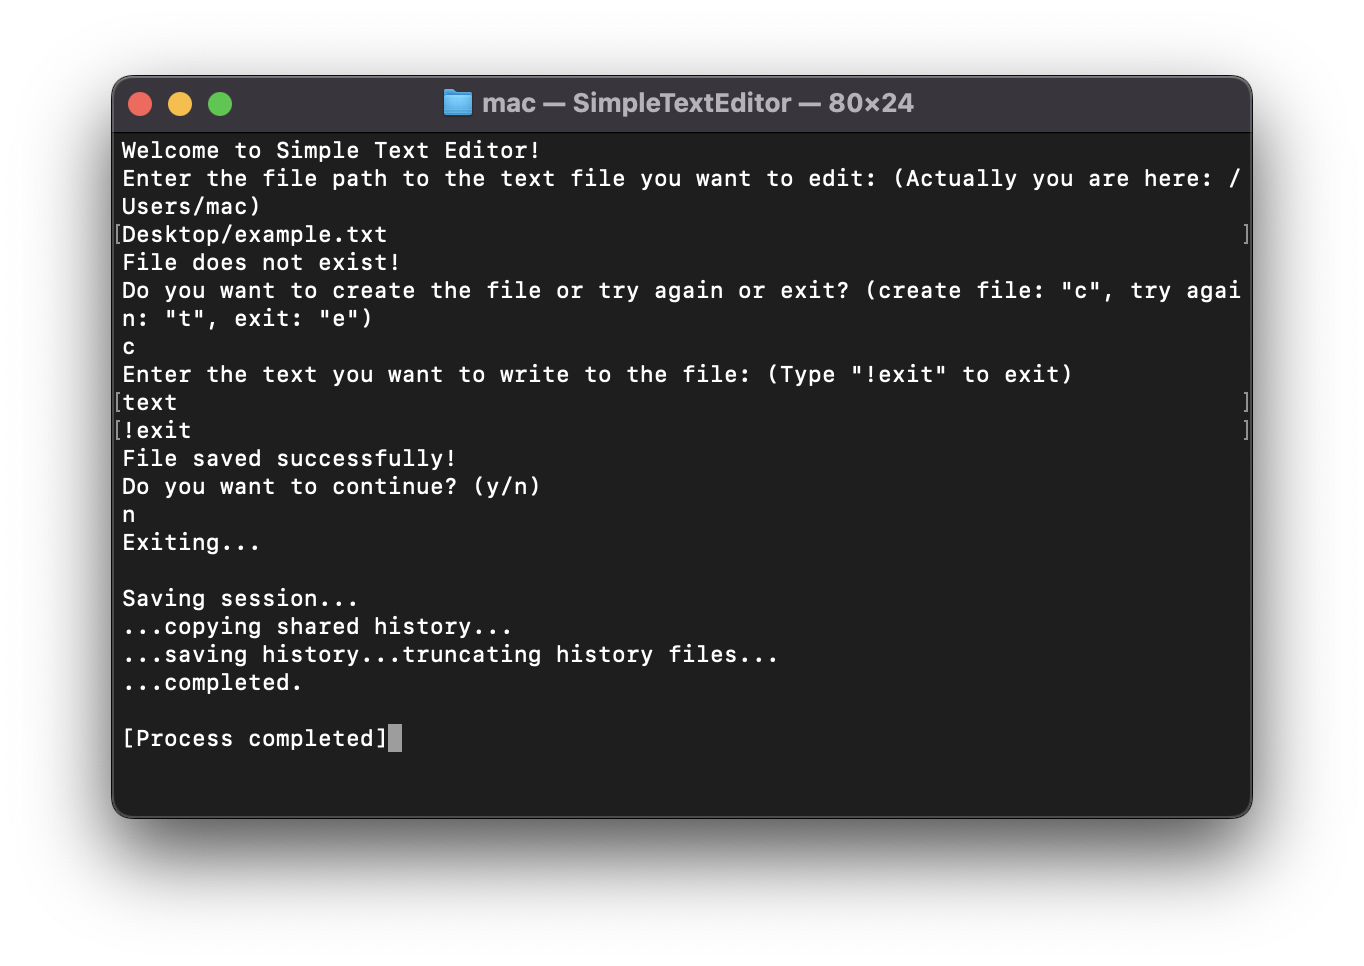 mac — SimpleTextEditor — 80×24
Welcome to Simple Text Editor!
Enter the file path to the text file you want to edit: (Actually you are here: /
Users/mac)
[Desktop/example.txt ]
File does not exist!
Do you want to create the file or try again or exit? (create file: "c", try agai
n: "t", exit: "e")
c
Enter the text you want to write to the file: (Type "!exit" to exit)
[text ]
[!exit ]
File saved successfully!
Do you want to continue? (y/n)
n
Exiting...
Saving session...
...copying shared history...
...saving history...truncating history files...
...completed.
[Process completed]